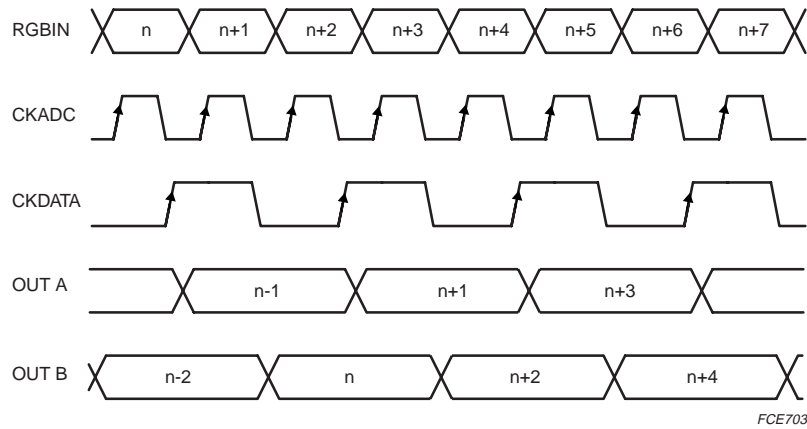 RGBIN n n+1 n+2 n+3 n+4 n+5 n+6 n+7
CKADC
CKDATA
OUT A n-1 n+1 n+3
OUT B n-2 n n+2 n+4
FCE703